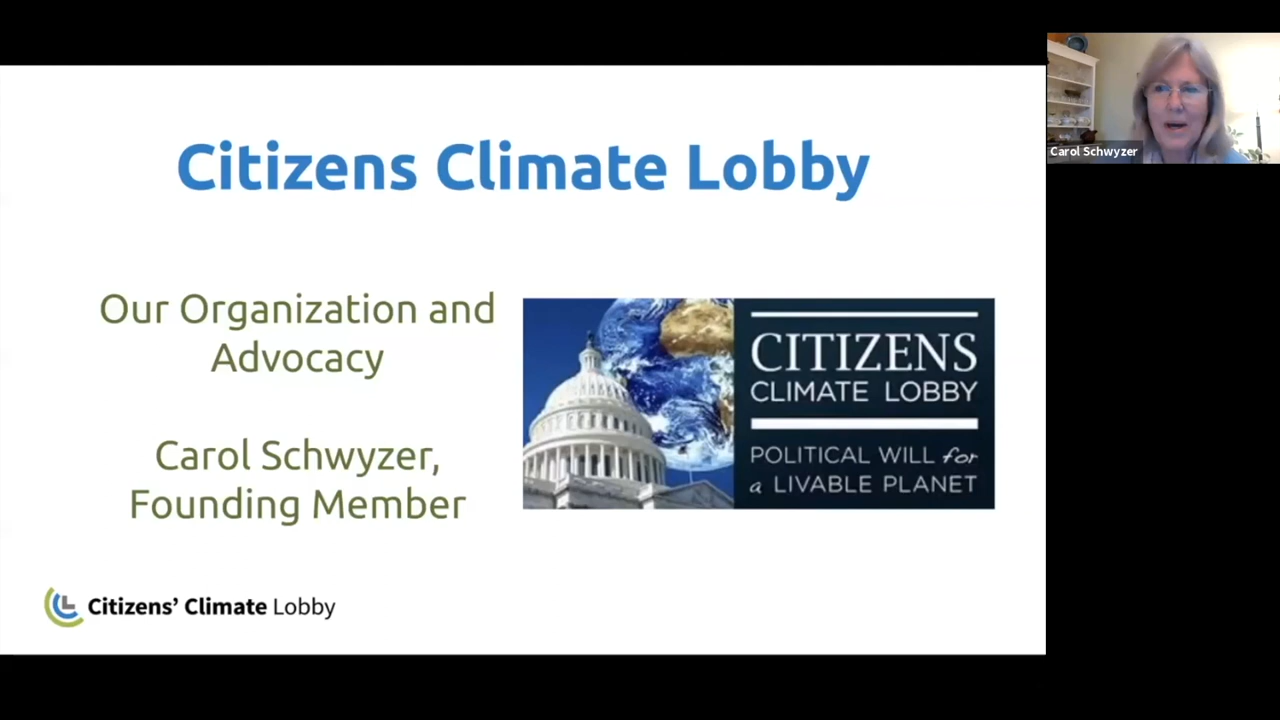 Citizens Climate Lobby
Our Organization and
Advocacy
Carol Schwyzer,
Founding Member
CITIZENS
CLIMATE LOBBY
POLITICAL WILL for
a LIVABLE PLANET
Citizens' Climate Lobby
Carol Schwyzer